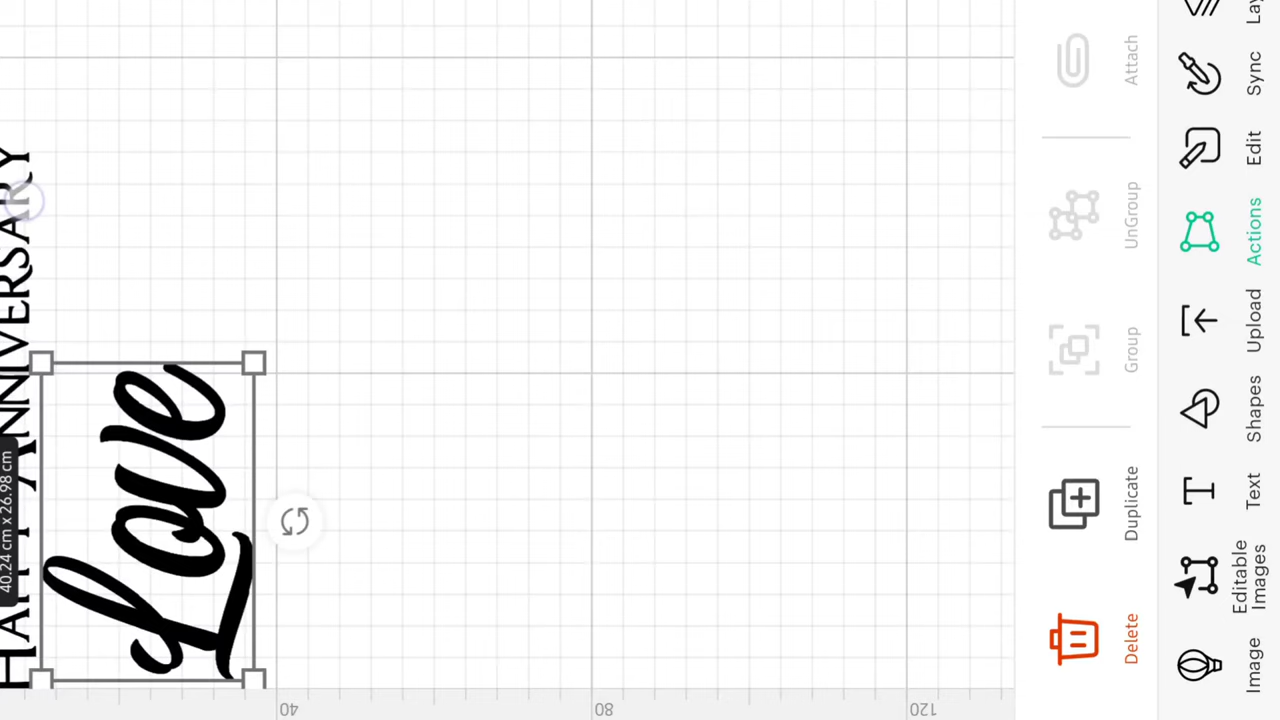 HAPPY ANNIVERSARY
Love
40.24 cm x 26.98 cm
40
80
120
Delete
Duplicate
Group
UnGroup
Attach
Image
Editable
Images
Text
Shapes
Upload
Actions
Edit
Sync